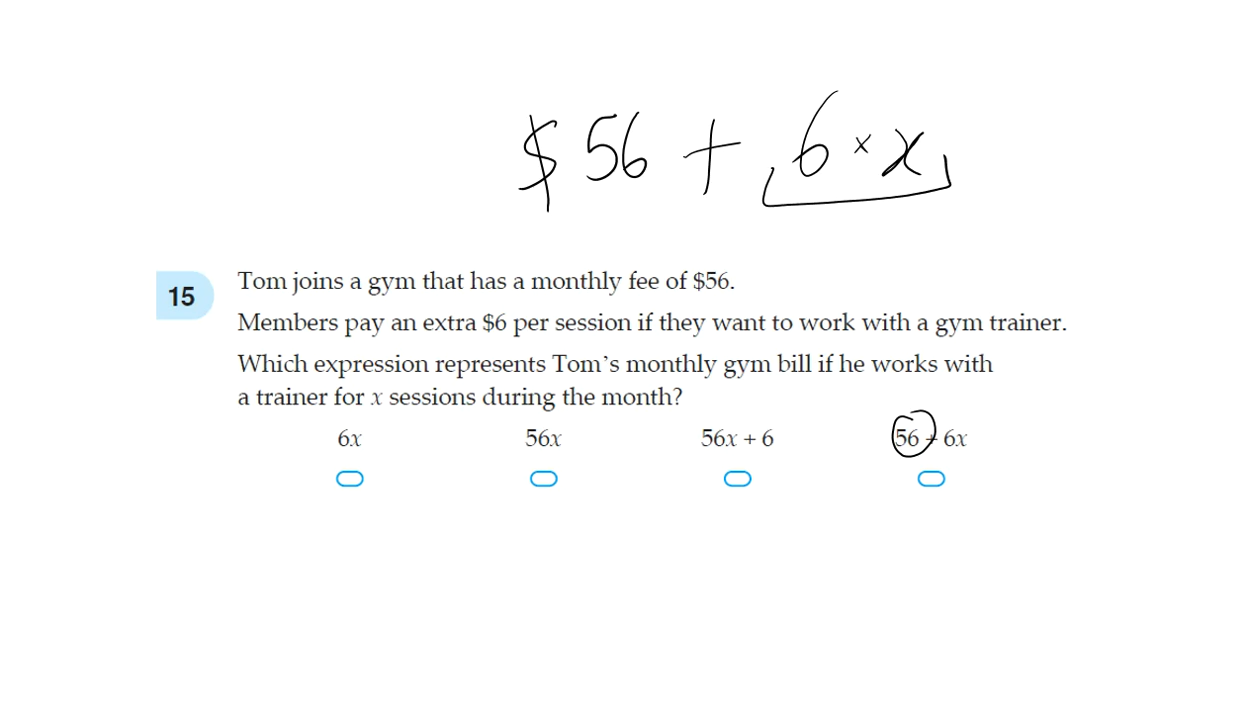 $56 + 6 × x
15
Tom joins a gym that has a monthly fee of $56.
Members pay an extra $6 per session if they want to work with a gym trainer.
Which expression represents Tom's monthly gym bill if he works with
a trainer for x sessions during the month?
6x 56x 56x + 6 56 + 6x